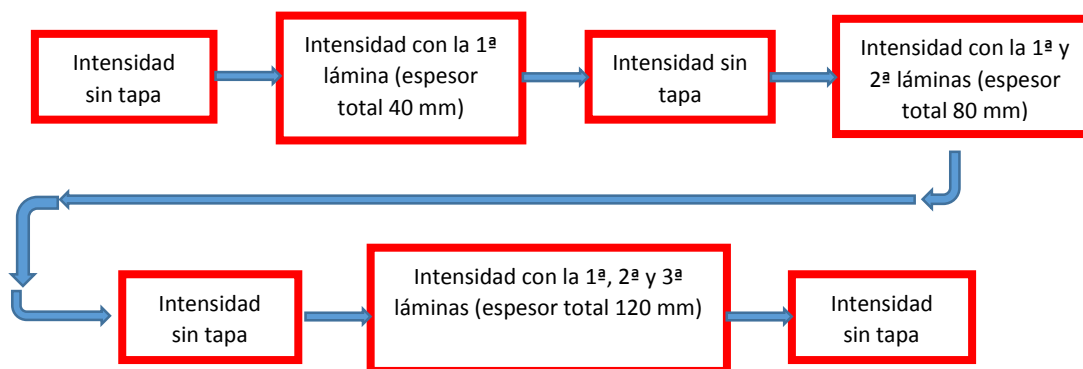 Intensidad
sin tapa
Intensidad con la 1ª
lámina (espesor
total 40 mm)
Intensidad sin
tapa
Intensidad con la 1ª y
2ª láminas (espesor
total 80 mm)
Intensidad
sin tapa
Intensidad con la 1ª, 2ª y 3ª
láminas (espesor total 120 mm)
Intensidad
sin tapa